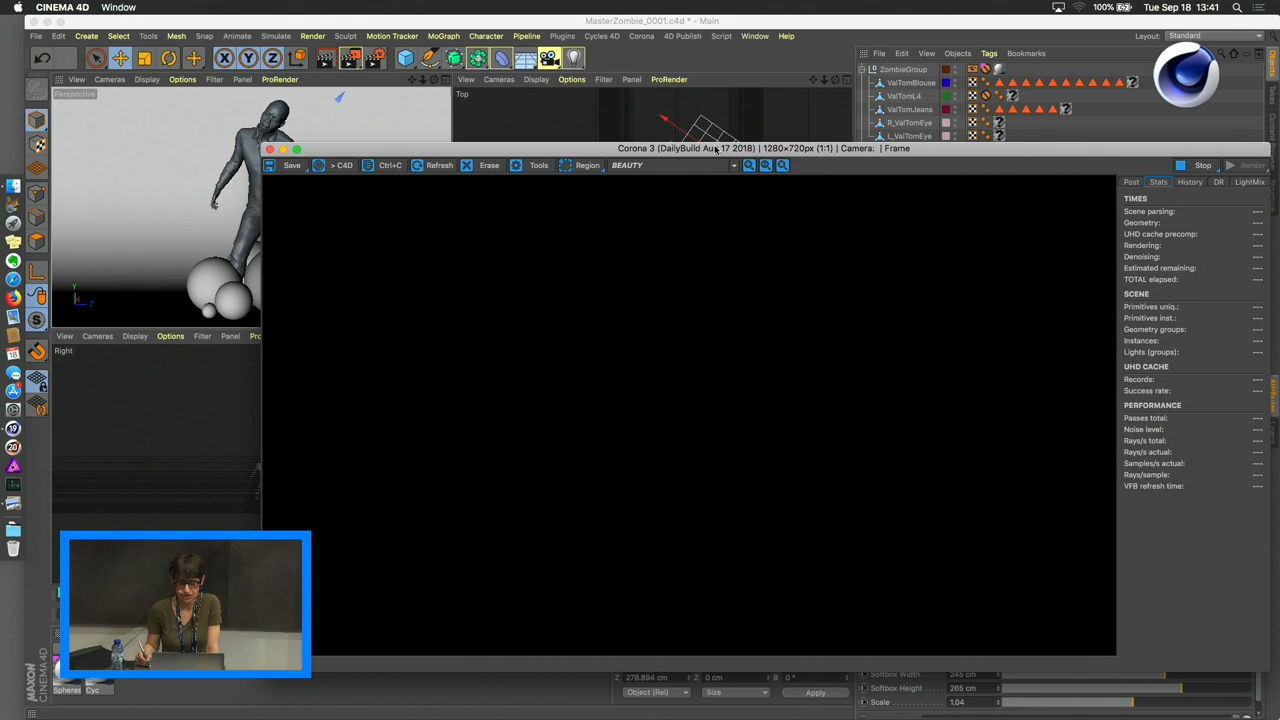 CINEMA 4D Window
100% Tue Sep 18 13:41
MasterZombie_0001.c4d * - Main
File Edit Create Select Tools Mesh Snap Animate Simulate Render Sculpt Motion Tracker MoGraph Character Pipeline Plugins Cycles 4D Corona 4D Publish Script Window Help
Layout: Standard
File Edit View Objects Tags Bookmarks
View Cameras Display Options Filter Panel ProRender
View Cameras Display Options Filter Panel ProRender
Perspective
Top
ZombieGroup
ValTomBlouse
ValTomL4
ValTomJeans
R_ValTomEye
L_ValTomEye
Objects
Takes
Attributes
Corona 3 (DailyBuild Aug 17 2018) | 1280×720px (1:1) | Camera: | Frame
Save > C4D Ctrl+C Refresh Erase Tools Region BEAUTY Stop Render
Post Stats History DR LightMix
TIMES
Scene parsing: ---
Geometry: ---
UHD cache precomp: ---
Rendering: ---
Denoising: ---
Estimated remaining: ---
TOTAL elapsed: ---
SCENE
Primitives uniq.: ---
Primitives inst.: ---
Geometry groups: ---
Instances: ---
Lights (groups): ---
UHD CACHE
Records: ---
Success rate: ---
PERFORMANCE
Passes total: ---
Noise level: ---
Rays/s total: ---
Rays/s actual: ---
Samples/s actual: ---
Rays/sample: ---
VFB refresh time: ---
Y
X
Z
View Cameras Display Options Filter Panel Pro
Right
Spheres Cyc
MAXON CINEMA 4D
Z 278.894 cm Z 0 cm B 0 °
Object (Rel) Size Apply
Softbox Width 245 cm
Softbox Height 265 cm
Scale 1.04